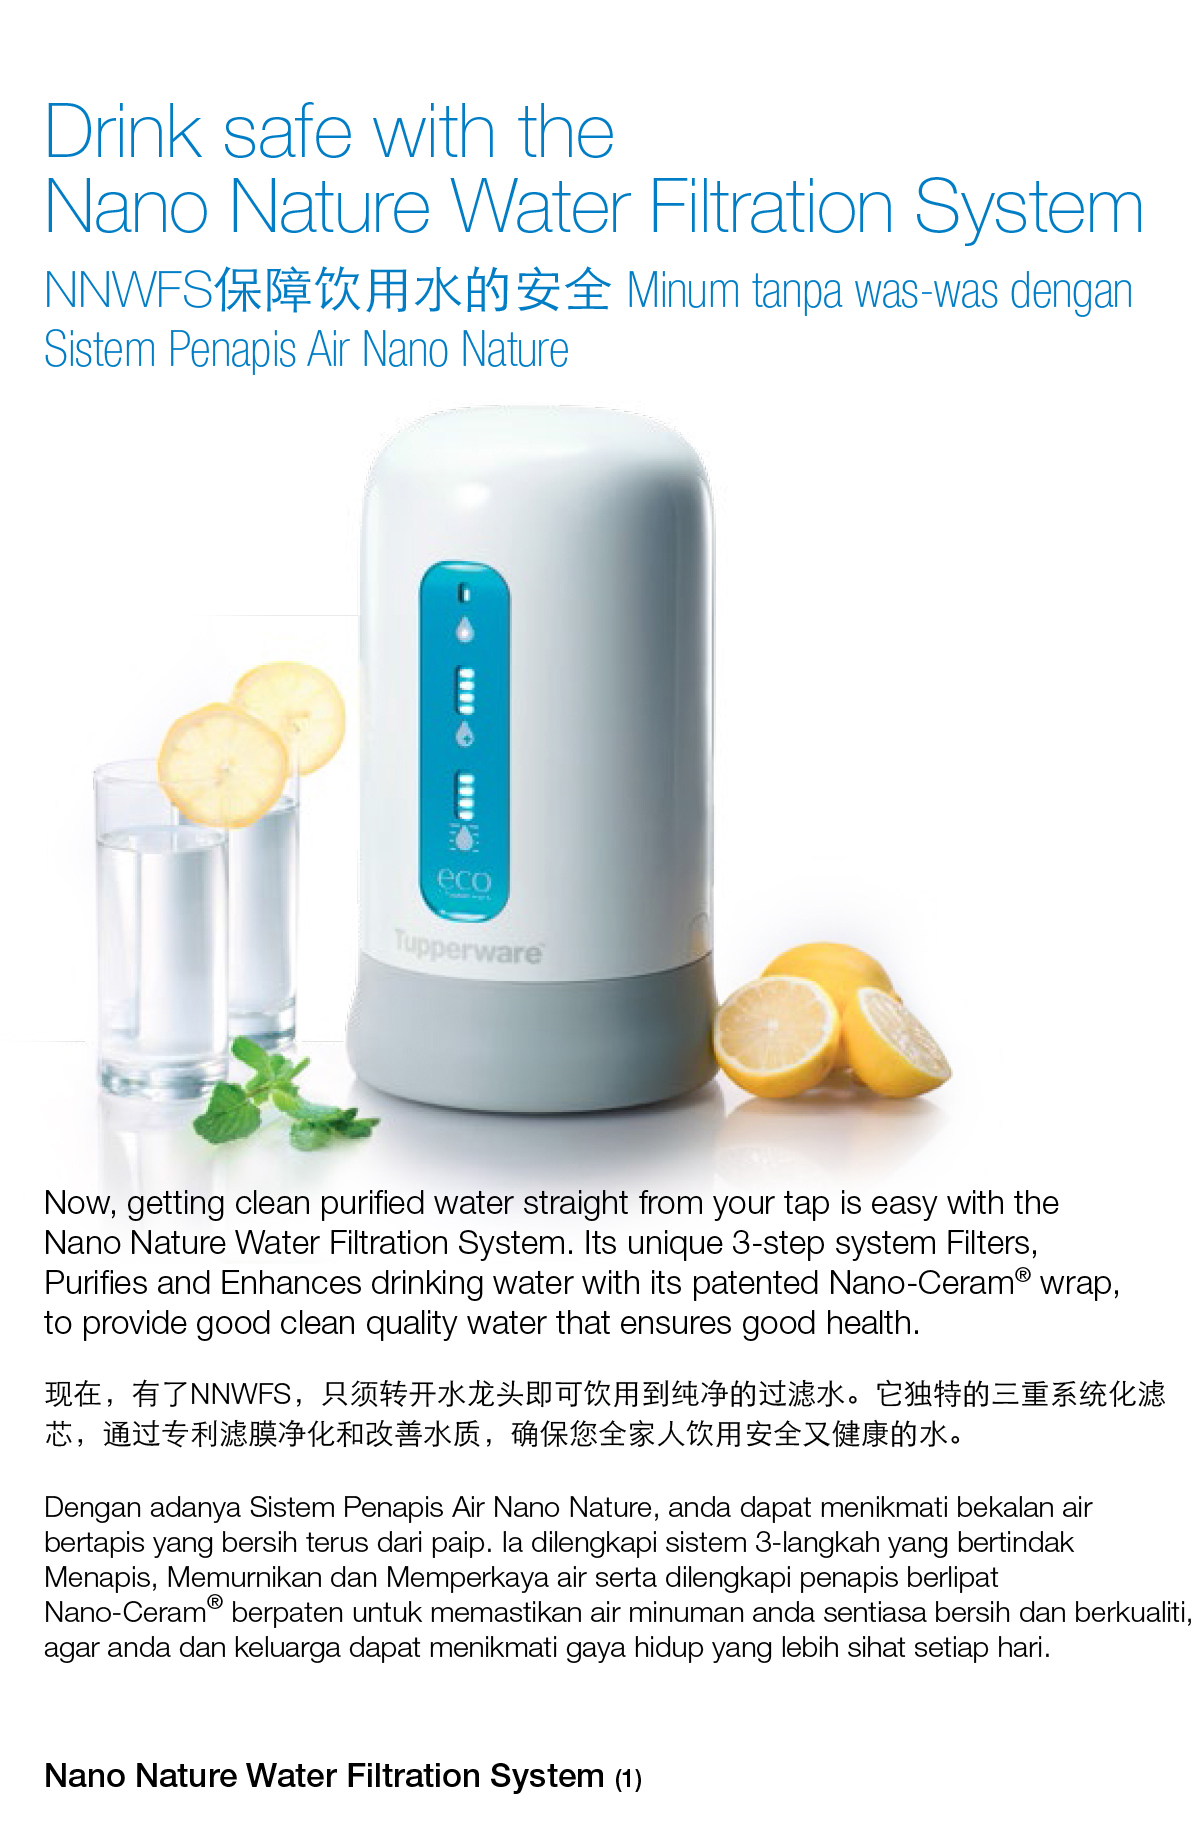 Drink safe with the
Nano Nature Water Filtration System
NNWFS保障饮用水的安全 Minum tanpa was-was dengan
Sistem Penapis Air Nano Nature
eco
Tupperware
Now, getting clean purified water straight from your tap is easy with the
Nano Nature Water Filtration System. Its unique 3-step system Filters,
Purifies and Enhances drinking water with its patented Nano-Ceram® wrap,
to provide good clean quality water that ensures good health.
现在，有了NNWFS，只须转开水龙头即可饮用到纯净的过滤水。它独特的三重系统化滤
芯，通过专利滤膜净化和改善水质，确保您全家人饮用安全又健康的水。
Dengan adanya Sistem Penapis Air Nano Nature, anda dapat menikmati bekalan air
bertapis yang bersih terus dari paip. Ia dilengkapi sistem 3-langkah yang bertindak
Menapis, Memurnikan dan Memperkaya air serta dilengkapi penapis berlipat
Nano-Ceram® berpaten untuk memastikan air minuman anda sentiasa bersih dan berkualiti,
agar anda dan keluarga dapat menikmati gaya hidup yang lebih sihat setiap hari.
Nano Nature Water Filtration System (1)